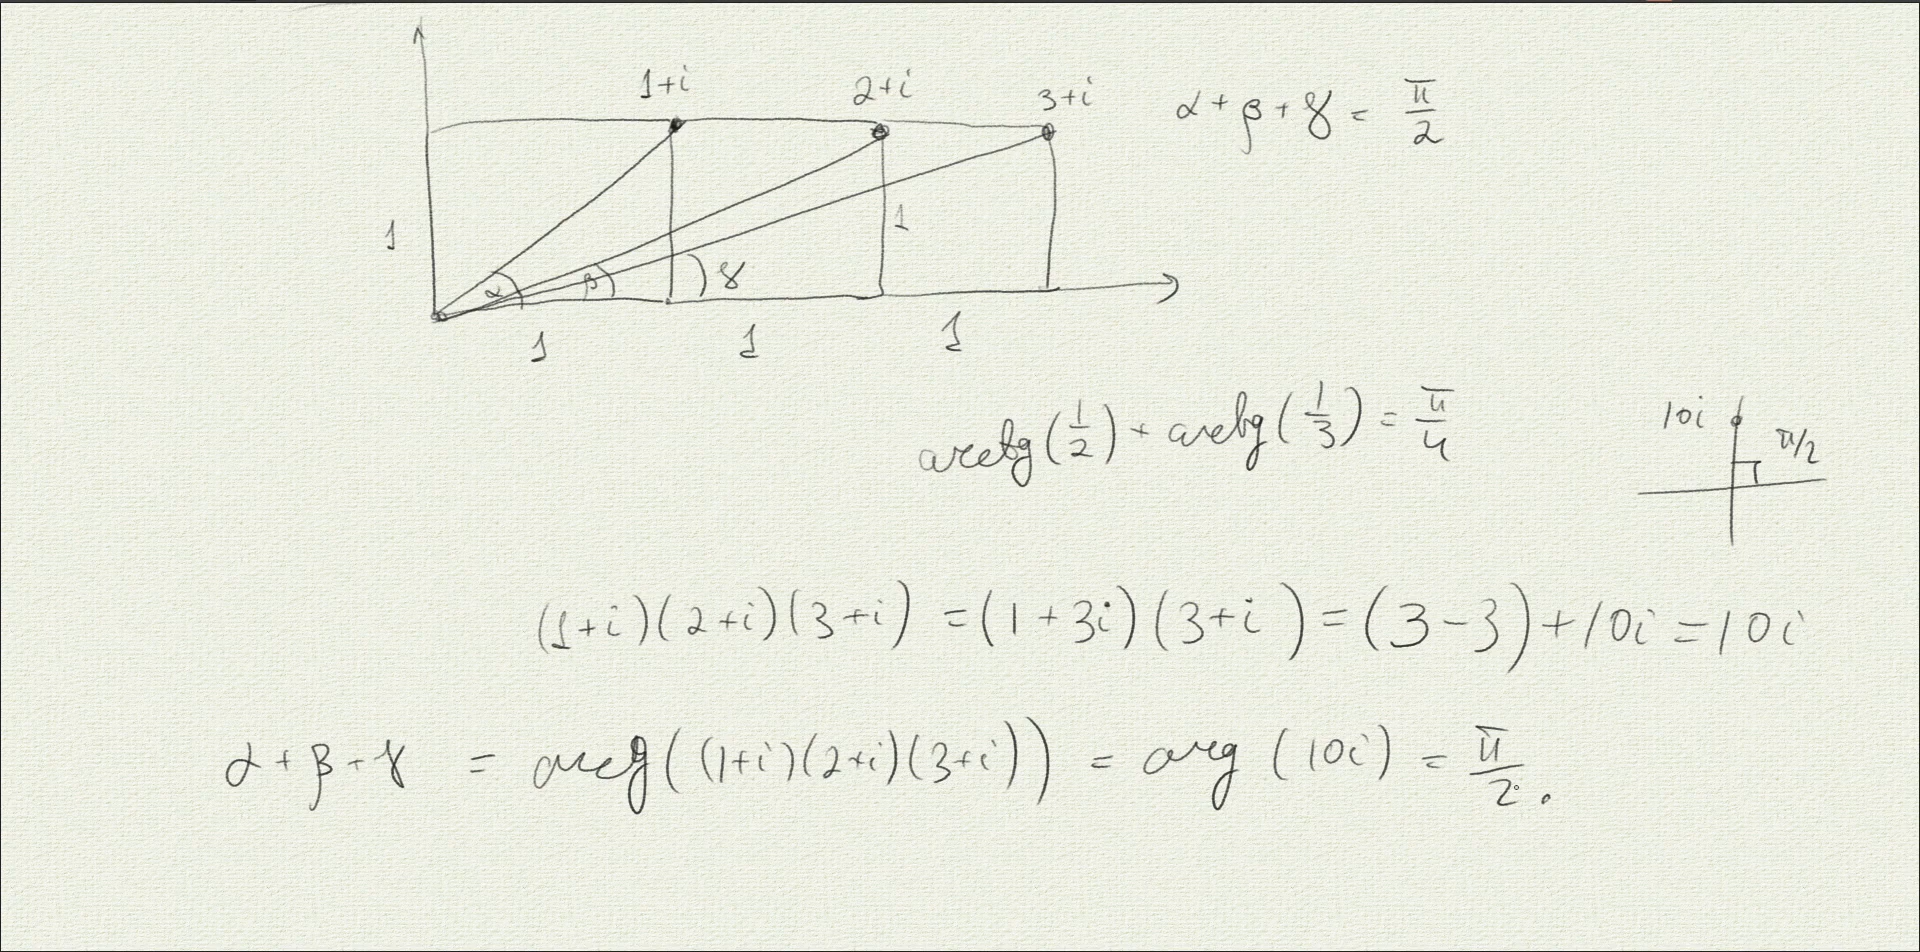 1+i 2+i 3+i α + β + γ = π/2
1 1
α β γ
1 1 1
arctg(1/2) + arctg(1/3) = π/4
10i π/2
(1+i)(2+i)(3+i) = (1+3i)(3+i) = (3-3)+10i = 10i
α + β + γ = arg((1+i)(2+i)(3+i)) = arg (10i) = π/2.